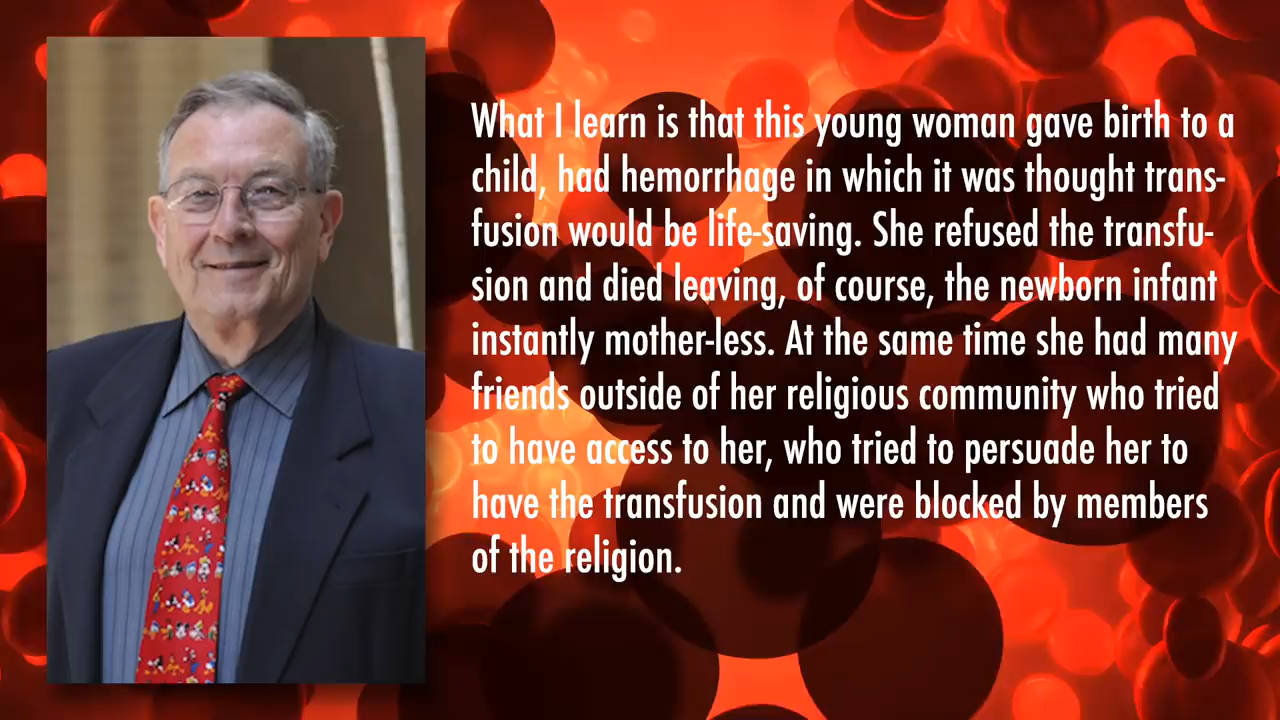 What I learn is that this young woman gave birth to a
child, had hemorrhage in which it was thought trans-
fusion would be life-saving. She refused the transfu-
sion and died leaving, of course, the newborn infant
instantly mother-less. At the same time she had many
friends outside of her religious community who tried
to have access to her, who tried to persuade her to
have the transfusion and were blocked by members
of the religion.